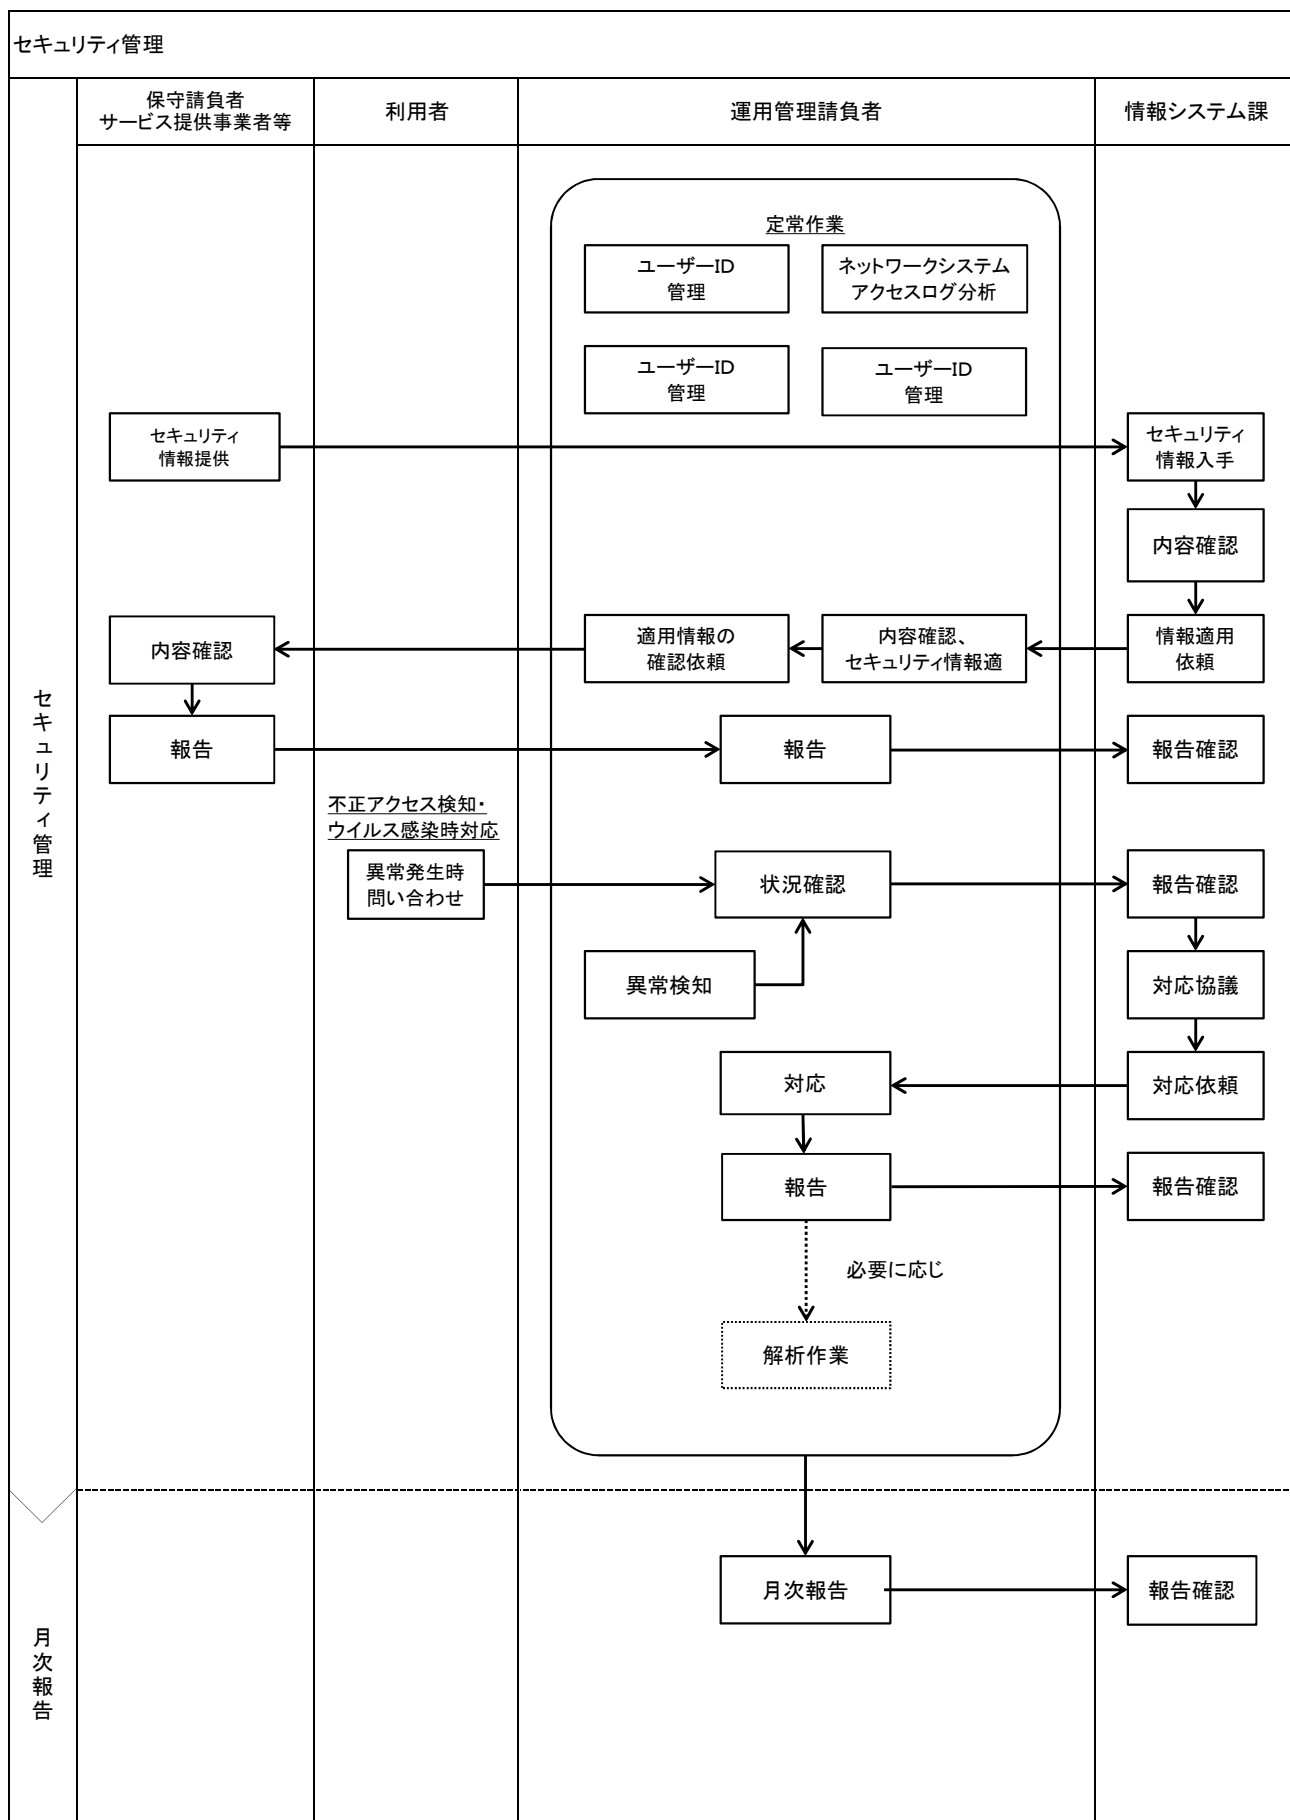 セキュリティ管理
保守請負者
サービス提供事業者等
利用者
運用管理請負者
情報システム課
定常作業
ユーザーID
管理
ネットワークシステム
アクセスログ分析
ユーザーID
管理
ユーザーID
管理
セキュリティ
情報提供
セキュリティ
情報入手
内容確認
内容確認
適用情報の
確認依頼
内容確認、
セキュリティ情報適
情報適用
依頼
報告
報告
報告確認
セキュリティ管理
不正アクセス検知・
ウイルス感染時対応
異常発生時
問い合わせ
状況確認
報告確認
異常検知
対応協議
対応
対応依頼
報告
報告確認
必要に応じ
解析作業
月次報告
報告確認
月次報告